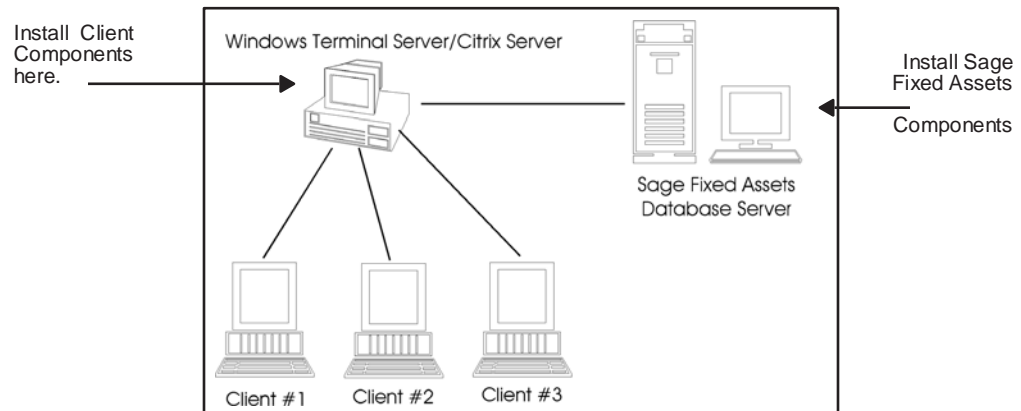 Install Client
Components
here.
Windows Terminal Server/Citrix Server
Install Sage
Fixed Assets
Components
Sage Fixed Assets
Database Server
Client #1
Client #2
Client #3